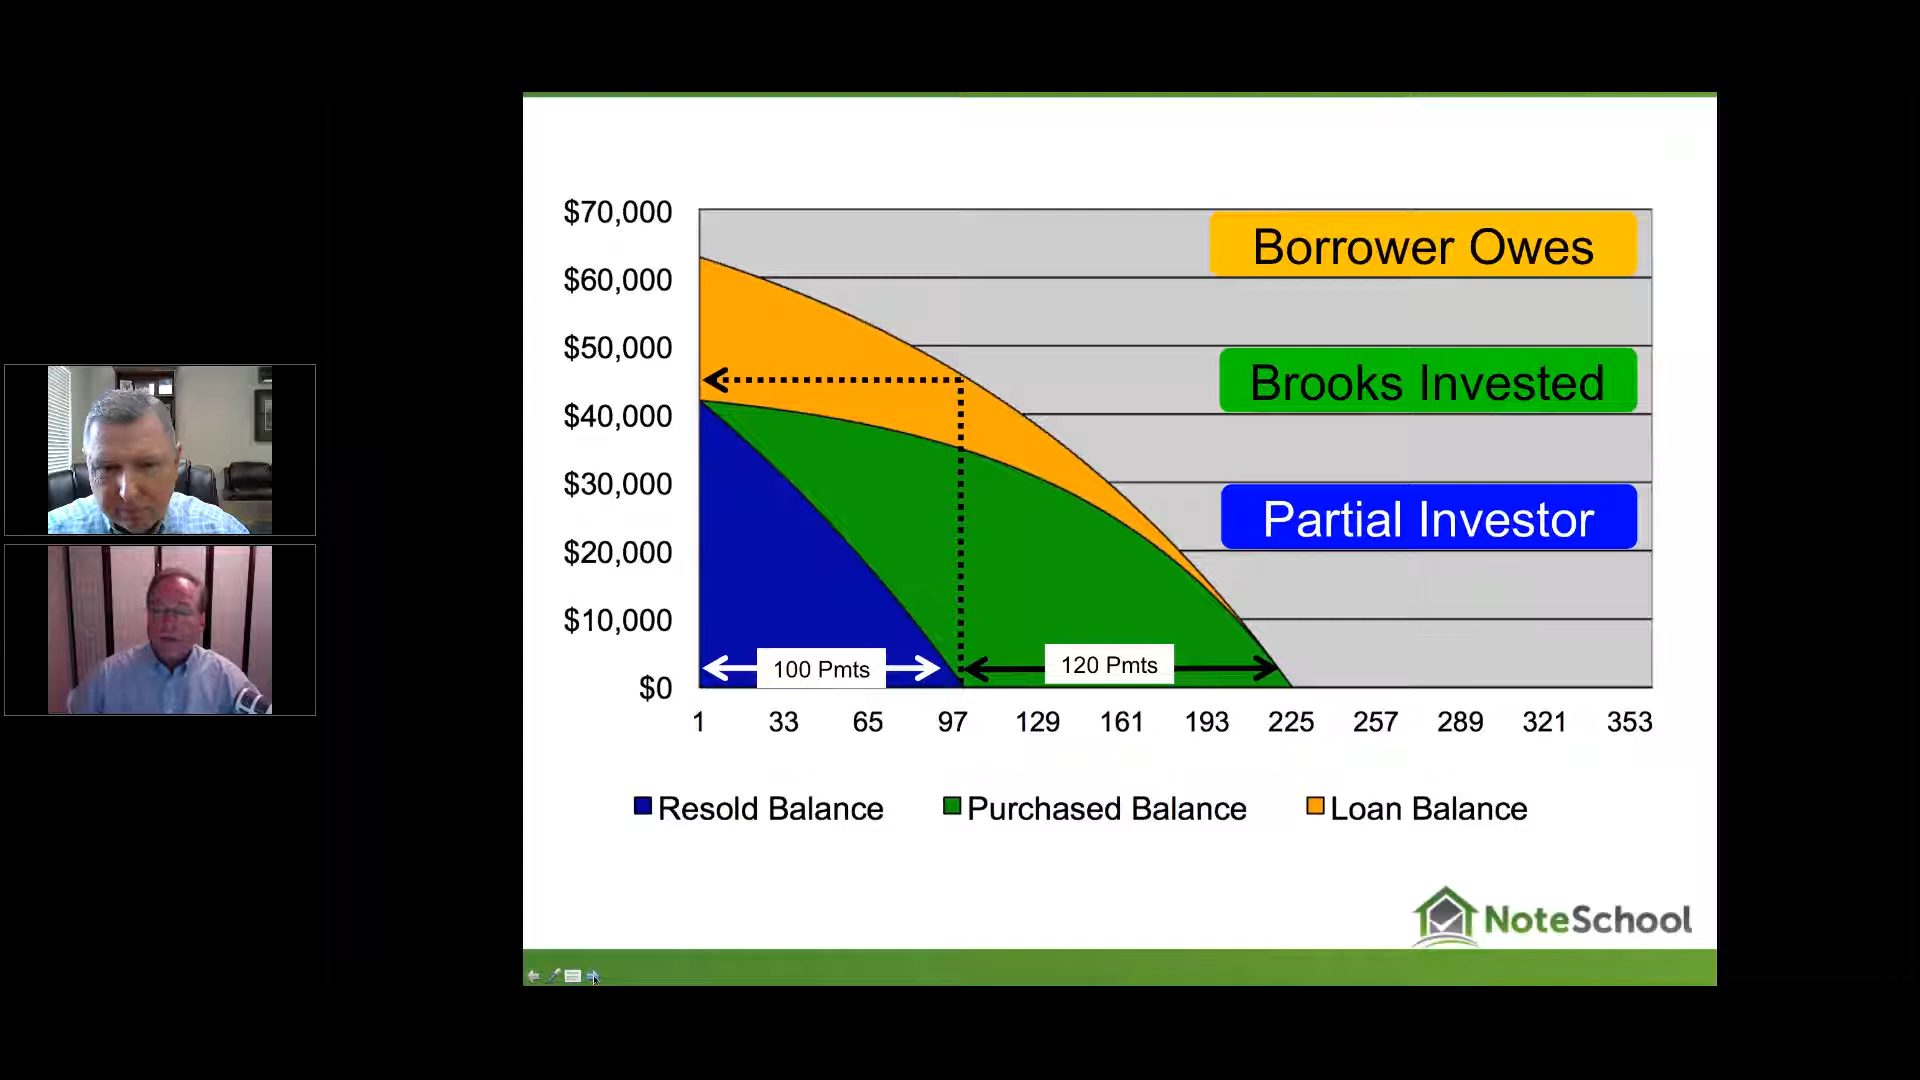 $70,000
Borrower Owes
$60,000
$50,000
Brooks Invested
$40,000
$30,000
Partial Investor
$20,000
$10,000
100 Pmts
120 Pmts
$0
1 33 65 97 129 161 193 225 257 289 321 353
Resold Balance Purchased Balance Loan Balance
NoteSchool